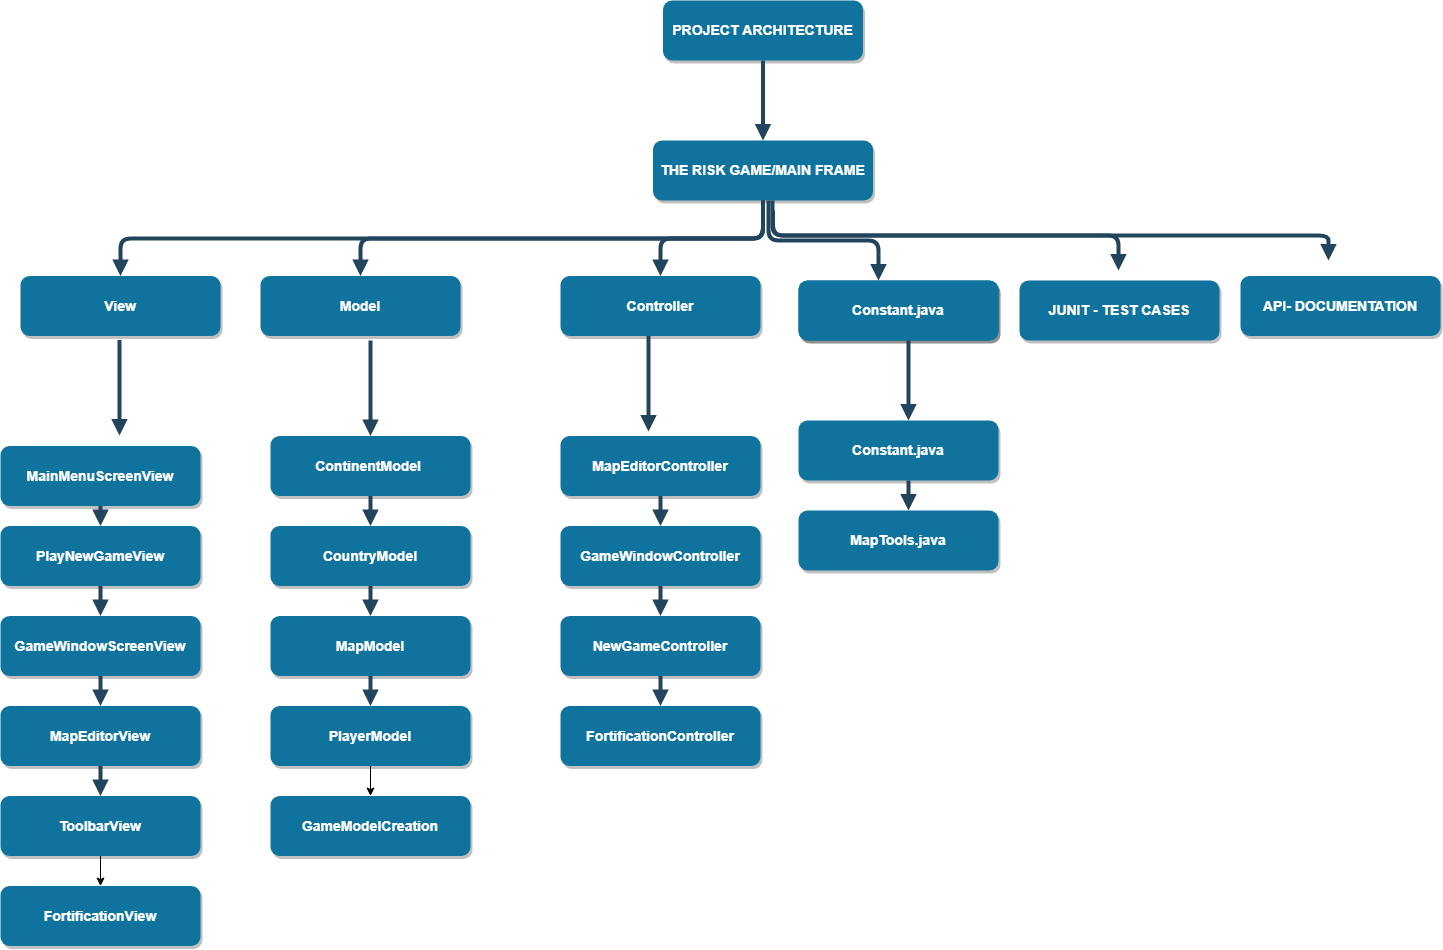 PROJECT ARCHITECTURE
THE RISK GAME/MAIN FRAME
View
Model
Controller
Constant.java
JUNIT - TEST CASES
API- DOCUMENTATION
MainMenuScreenView
PlayNewGameView
GameWindowScreenView
MapEditorView
ToolbarView
FortificationView
ContinentModel
CountryModel
MapModel
PlayerModel
GameModelCreation
MapEditorController
GameWindowController
NewGameController
FortificationController
Constant.java
MapTools.java